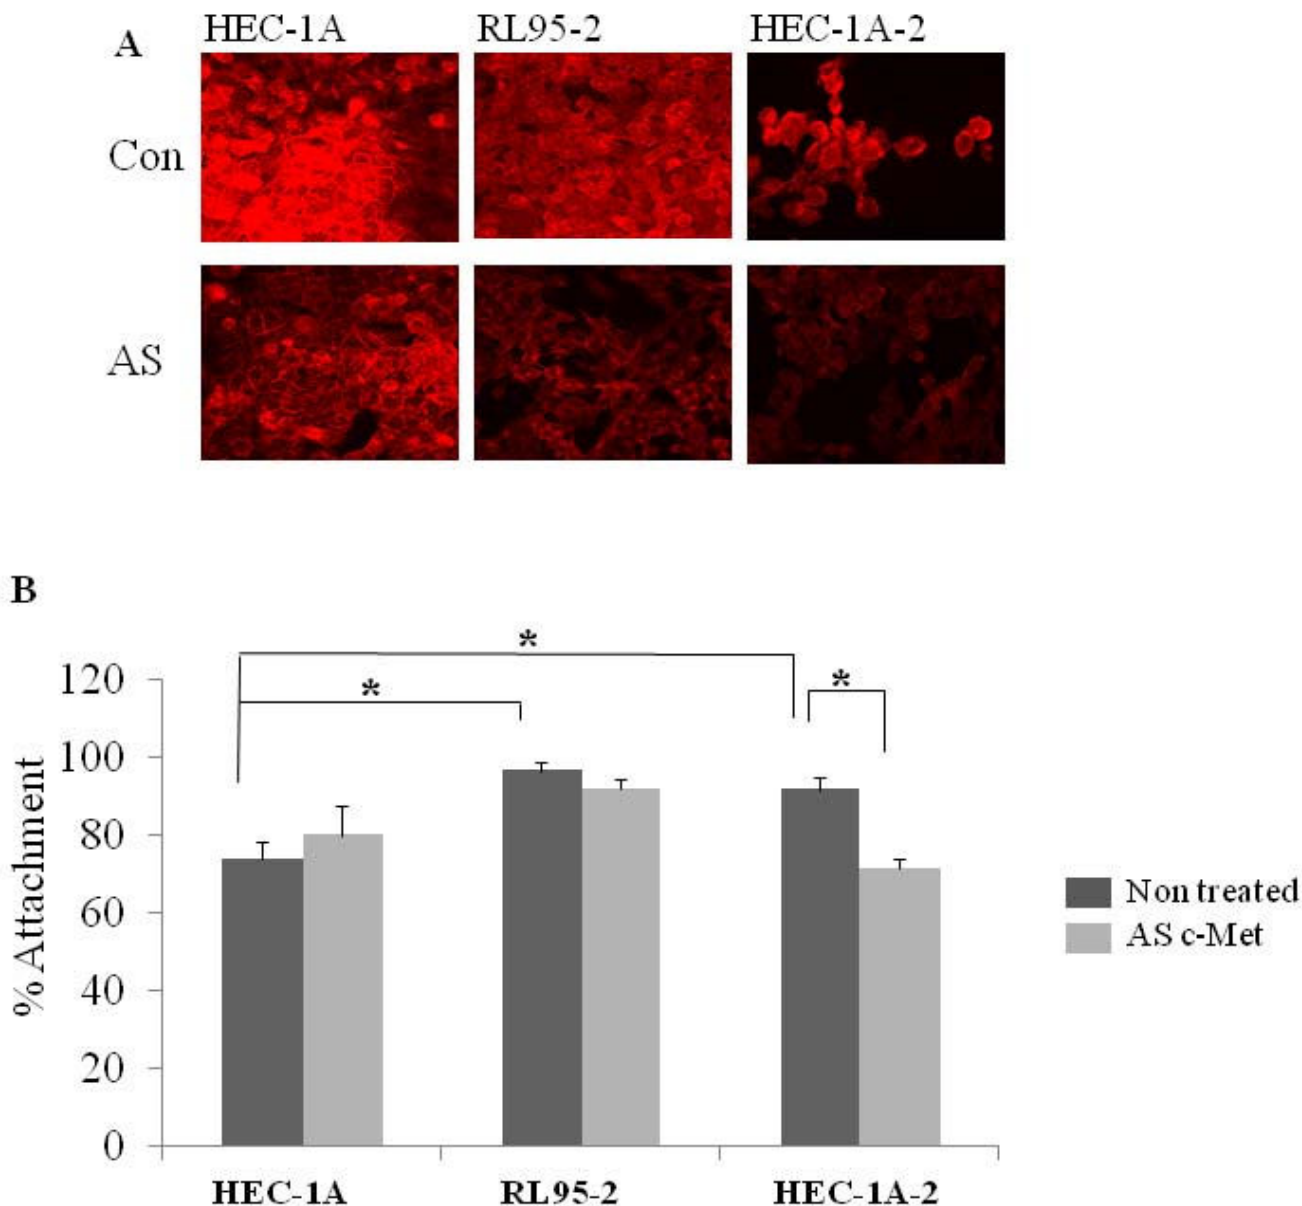 A
HEC-1A RL95-2 HEC-1A-2
Con
AS
B
* * *
120
100
80
60
40
20
0
% Attachment
HEC-1A RL95-2 HEC-1A-2
Non treated
AS c-Met